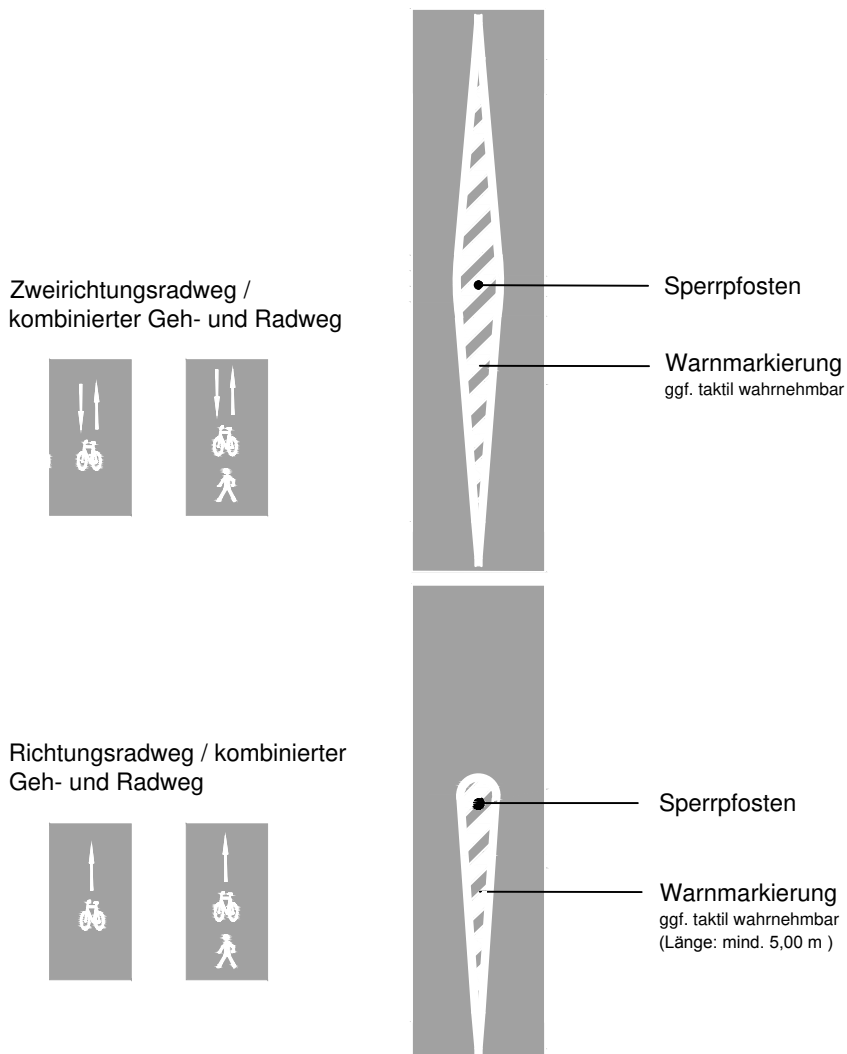 Zweirichtungsradweg /
kombinierter Geh- und Radweg
Sperrpfosten
Warnmarkierung
ggf. taktil wahrnehmbar
Richtungsradweg / kombinierter
Geh- und Radweg
Sperrpfosten
Warnmarkierung
ggf. taktil wahrnehmbar
(Länge: mind. 5,00 m )